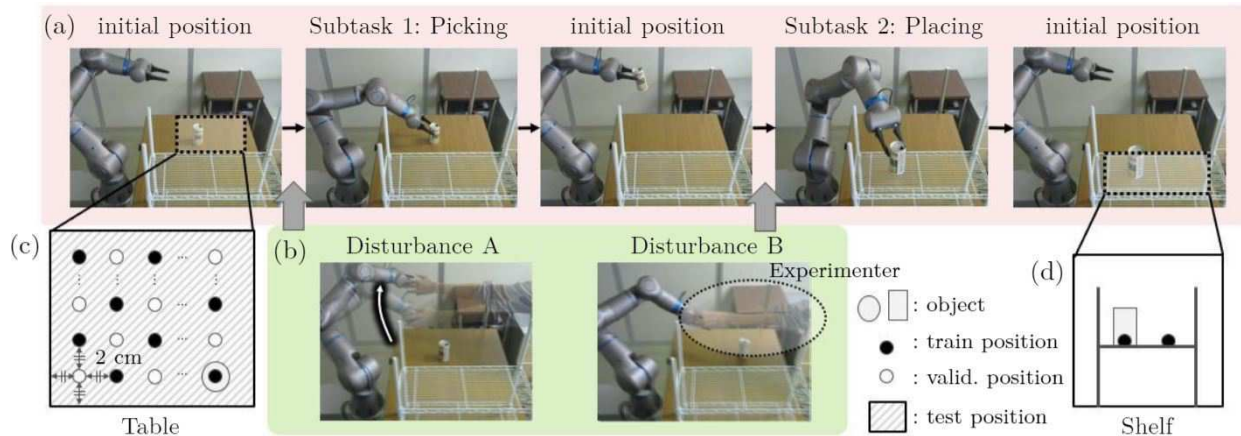 (a)
initial position
Subtask 1: Picking
initial position
Subtask 2: Placing
initial position
(c)
(b)
Disturbance A
Disturbance B
Experimenter
(d)
2 cm
Table
: object
: train position
: valid. position
: test position
Shelf